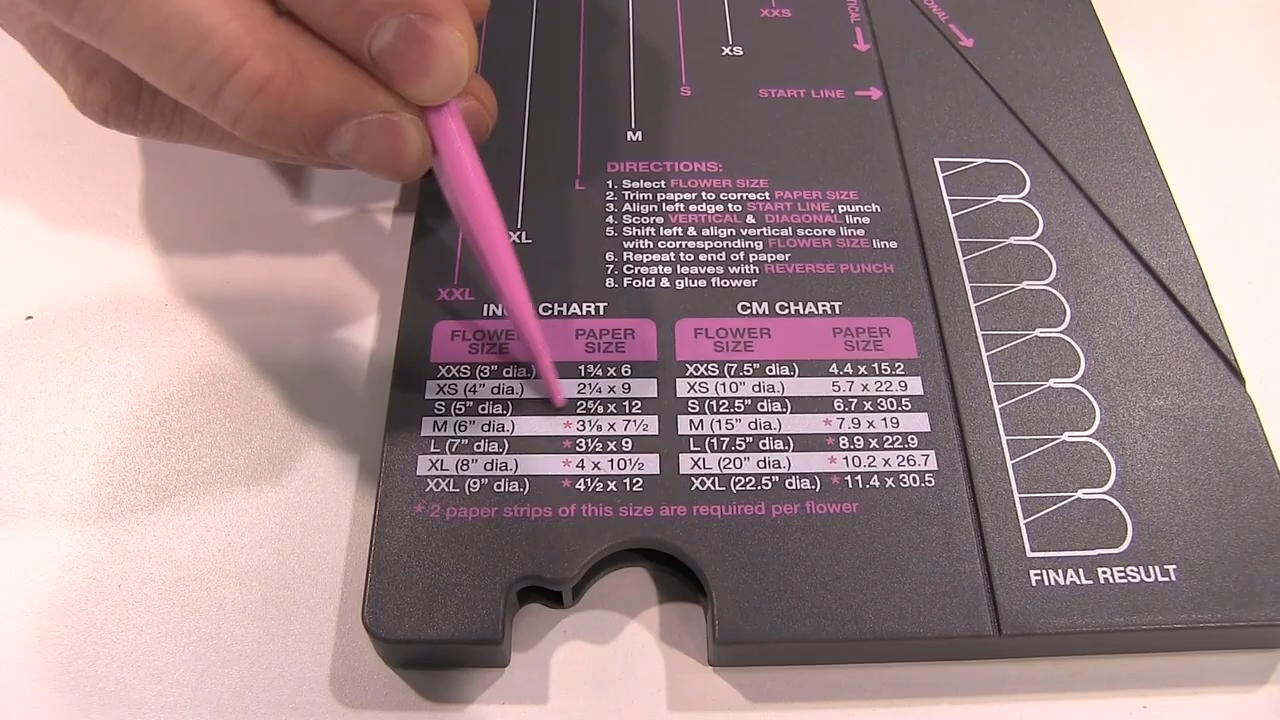 XXS
XS
S
START LINE
M
L
XL
XXL
DIRECTIONS:
1. Select FLOWER SIZE
2. Trim paper to correct PAPER SIZE
3. Align left edge to START LINE, punch
4. Score VERTICAL & DIAGONAL line
5. Shift left & align vertical score line
with corresponding FLOWER SIZE line
6. Repeat to end of paper
7. Create leaves with REVERSE PUNCH
8. Fold & glue flower
CHART
FLOWER SIZE PAPER SIZE
XXS (3” dia.) 1¾ x 6
XS (4” dia.) 2¼ x 9
S (5” dia.) 2⅝ x 12
M (6” dia.) *3⅛ x 7½
L (7” dia.) *3½ x 9
XL (8” dia.) *4 x 10½
XXL (9” dia.) *4½ x 12
CM CHART
FLOWER SIZE PAPER SIZE
XXS (7.5” dia.) 4.4 x 15.2
XS (10” dia.) 5.7 x 22.9
S (12.5” dia.) 6.7 x 30.5
M (15” dia.) *7.9 x 19
L (17.5” dia.) *8.9 x 22.9
XL (20” dia.) *10.2 x 26.7
XXL (22.5” dia.) *11.4 x 30.5
* 2 paper strips of this size are required per flower
FINAL RESULT